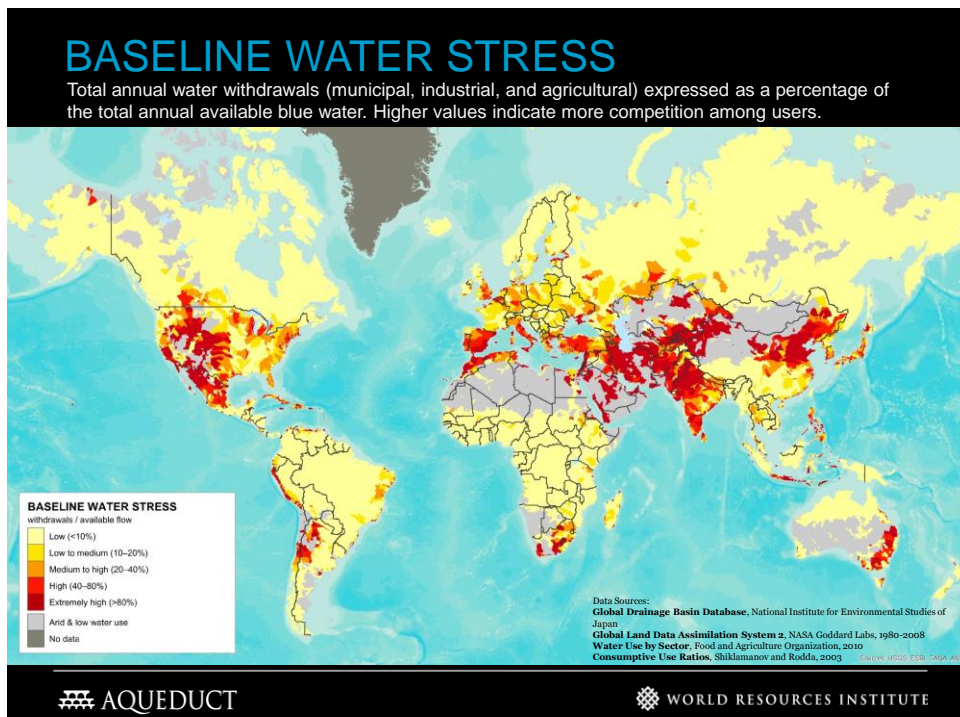 BASELINE WATER STRESS
Total annual water withdrawals (municipal, industrial, and agricultural) expressed as a percentage of
the total annual available blue water. Higher values indicate more competition among users.
BASELINE WATER STRESS
withdrawals / available flow
Low (<10%)
Low to medium (10–20%)
Medium to high (20–40%)
High (40–80%)
Extremely high (>80%)
Arid & low water use
No data
Data Sources:
Global Drainage Basin Database, National Institute for Environmental Studies of
Japan
Global Land Data Assimilation System 2, NASA Goddard Labs, 1980-2008
Water Use by Sector, Food and Agriculture Organization, 2010
Consumptive Use Ratios, Shiklamanov and Rodda, 2003
Sources: USGS, ESRI, TANA, AN
AQUEDUCT
WORLD RESOURCES INSTITUTE